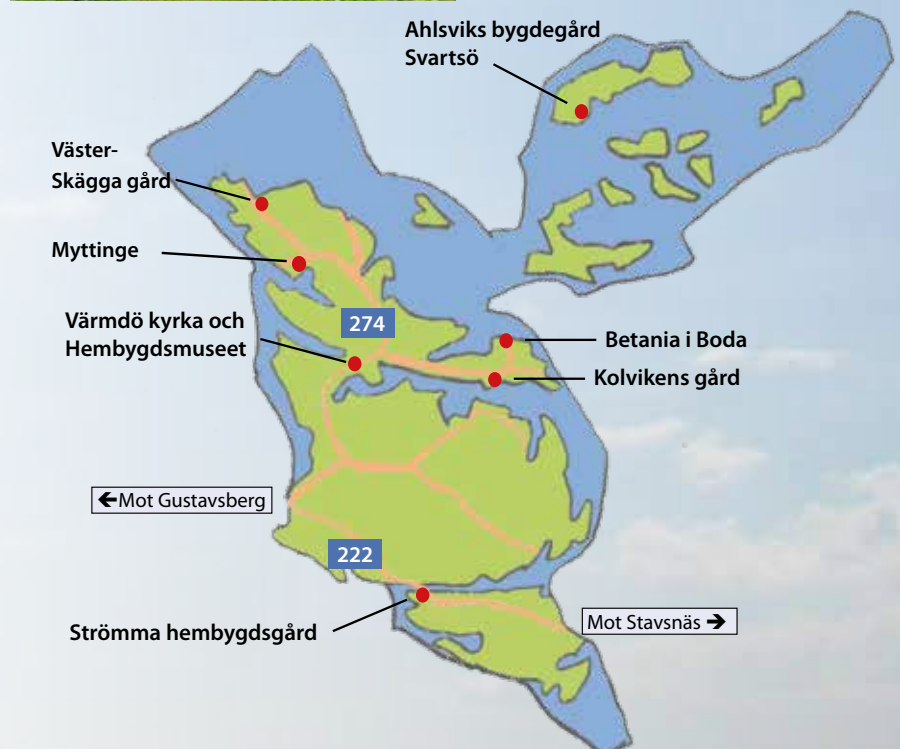 Ahlsviks bygdegård
Svartsö
Väster-
Skägga gård
Myttinge
Värmdö kyrka och
Hembygdsmuseet
274
Betania i Boda
Kolvikens gård
←Mot Gustavsberg
222
Strömma hembygdsgård
Mot Stavsnäs →